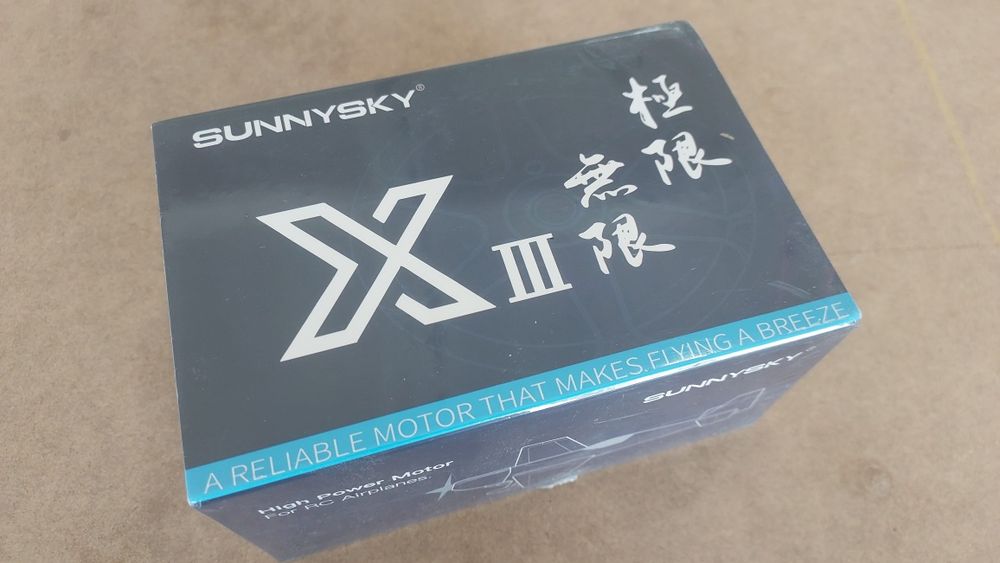 SUNNYSKY®
X III
極限
無限
A RELIABLE MOTOR THAT MAKES FLYING A BREEZE
SUNNYSKY®
High Power Motor
For RC Airplanes.